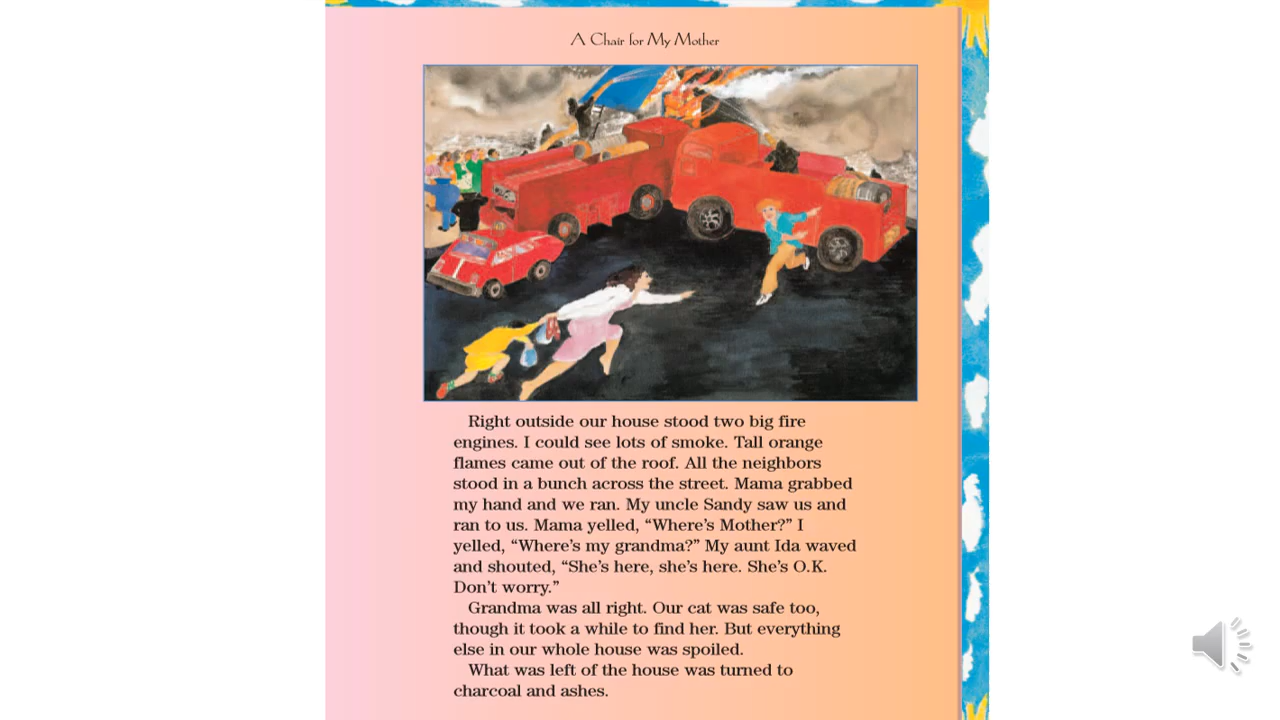 A Chair for My Mother
Right outside our house stood two big fire
engines. I could see lots of smoke. Tall orange
flames came out of the roof. All the neighbors
stood in a bunch across the street. Mama grabbed
my hand and we ran. My uncle Sandy saw us and
ran to us. Mama yelled, “Where’s Mother?” I
yelled, “Where’s my grandma?” My aunt Ida waved
and shouted, “She’s here, she’s here. She’s O.K.
Don’t worry.”
Grandma was all right. Our cat was safe too,
though it took a while to find her. But everything
else in our whole house was spoiled.
What was left of the house was turned to
charcoal and ashes.